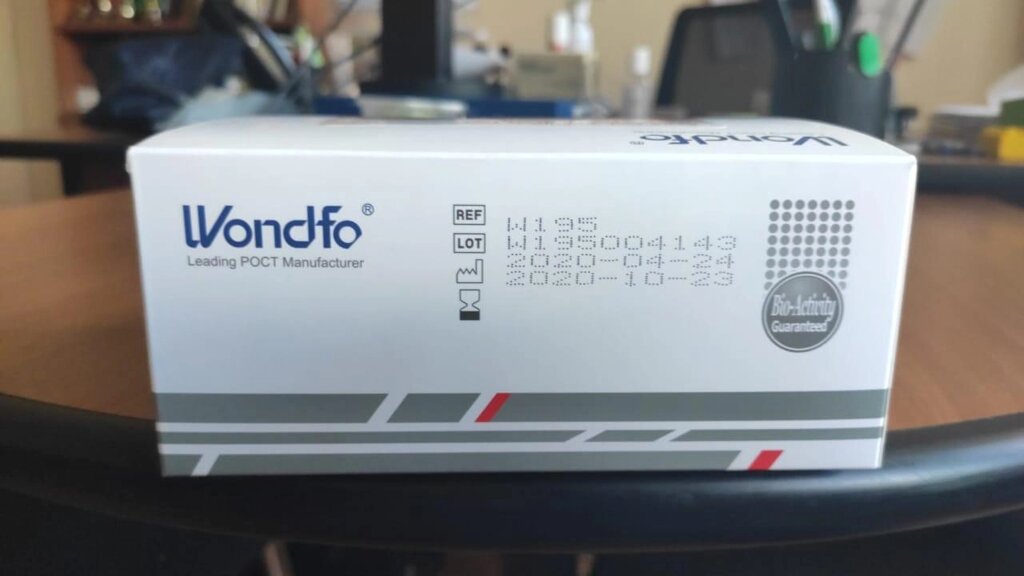 Wondfo®
Wondfo®
Leading POCT Manufacturer
REF W195
LOT W195004143
2020-04-24
2020-10-23
Bio-Activity
Guaranteed